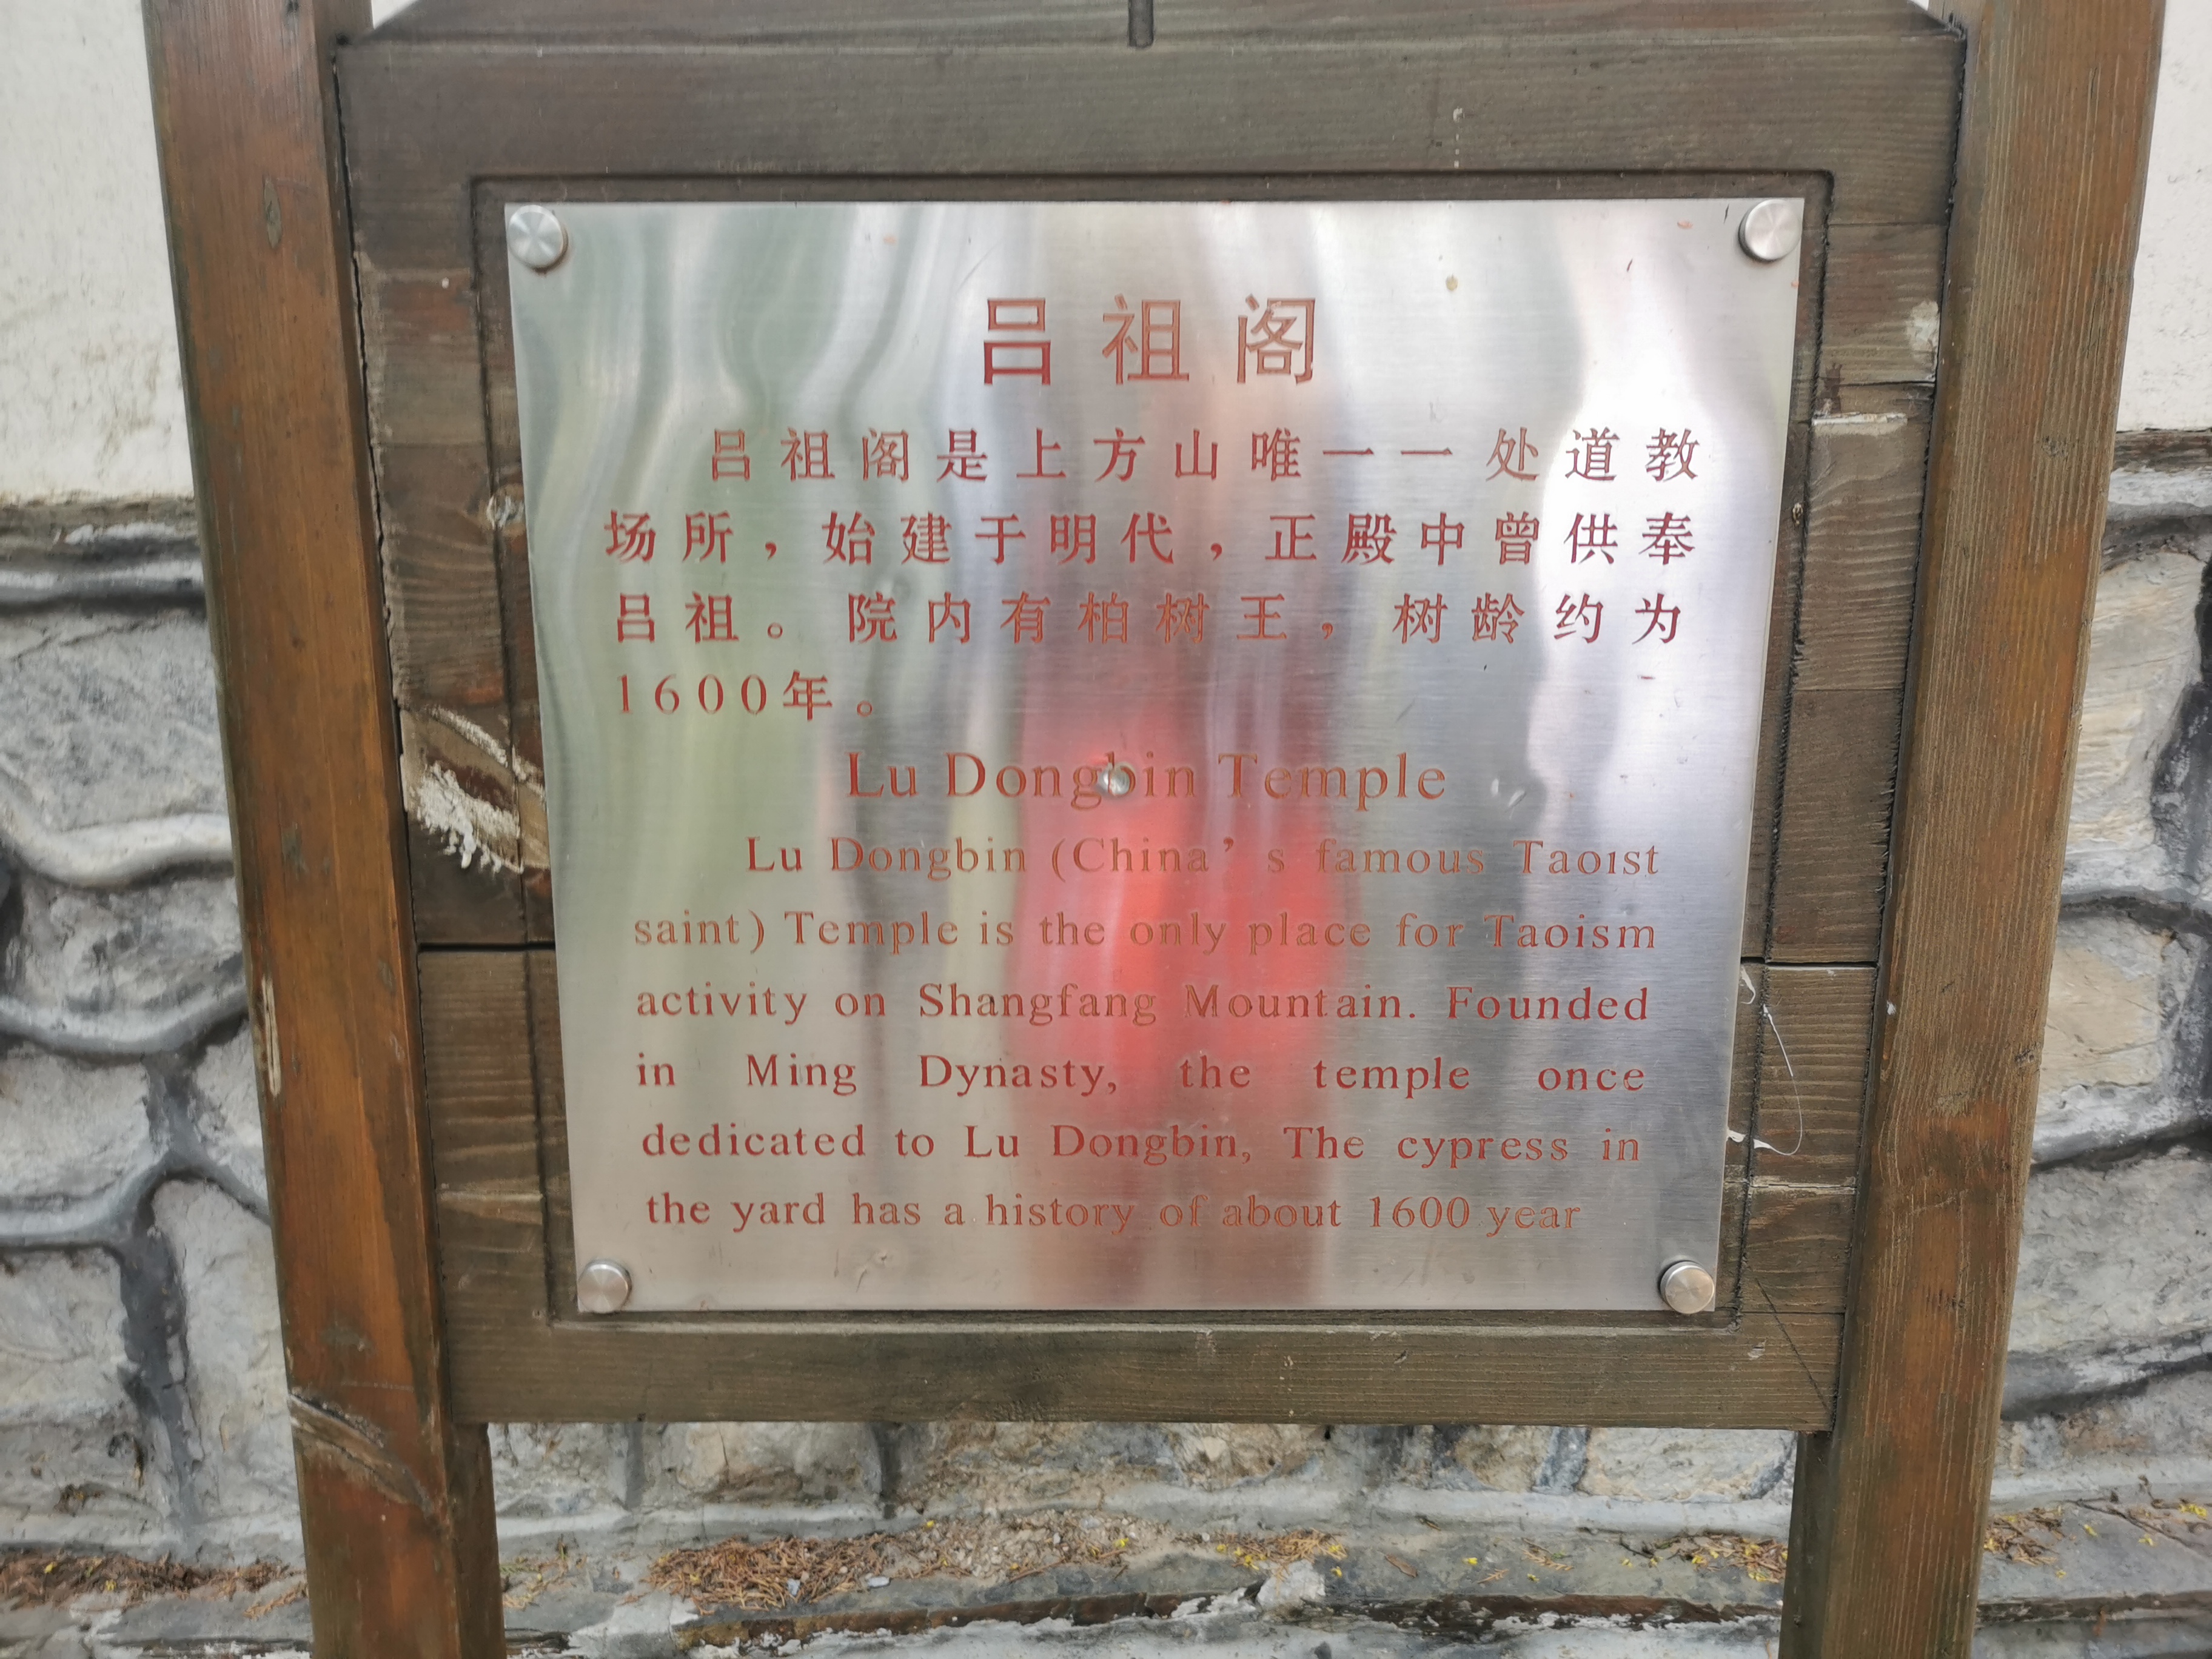 吕祖阁
吕祖阁是上方山唯一一处道教
场所，始建于明代，正殿中曾供奉
吕祖。院内有柏树王，树龄约为
1600年。
Lu Dongbin Temple
Lu Dongbin (China’s famous Taoist
saint) Temple is the only place for Taoism
activity on Shangfang Mountain. Founded
in Ming Dynasty, the temple once
dedicated to Lu Dongbin, The cypress in
the yard has a history of about 1600 year